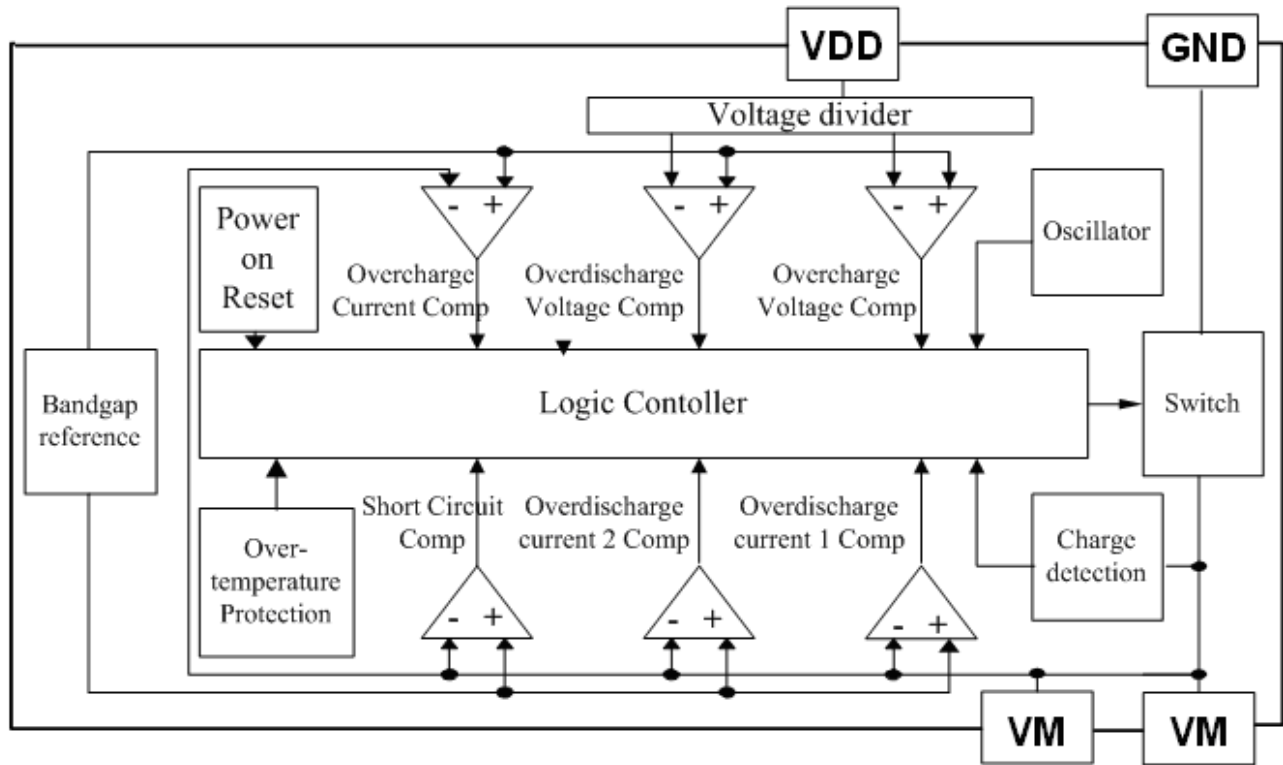 VDD
GND
Voltage divider
- +
- +
- +
Power
on
Reset
Oscillator
Overcharge
Current Comp
Overdischarge
Voltage Comp
Overcharge
Voltage Comp
Bandgap
reference
Logic Contoller
Switch
Short Circuit
Comp
Overdischarge
current 2 Comp
Overdischarge
current 1 Comp
Over-
temperature
Protection
Charge
detection
- +
- +
- +
VM
VM